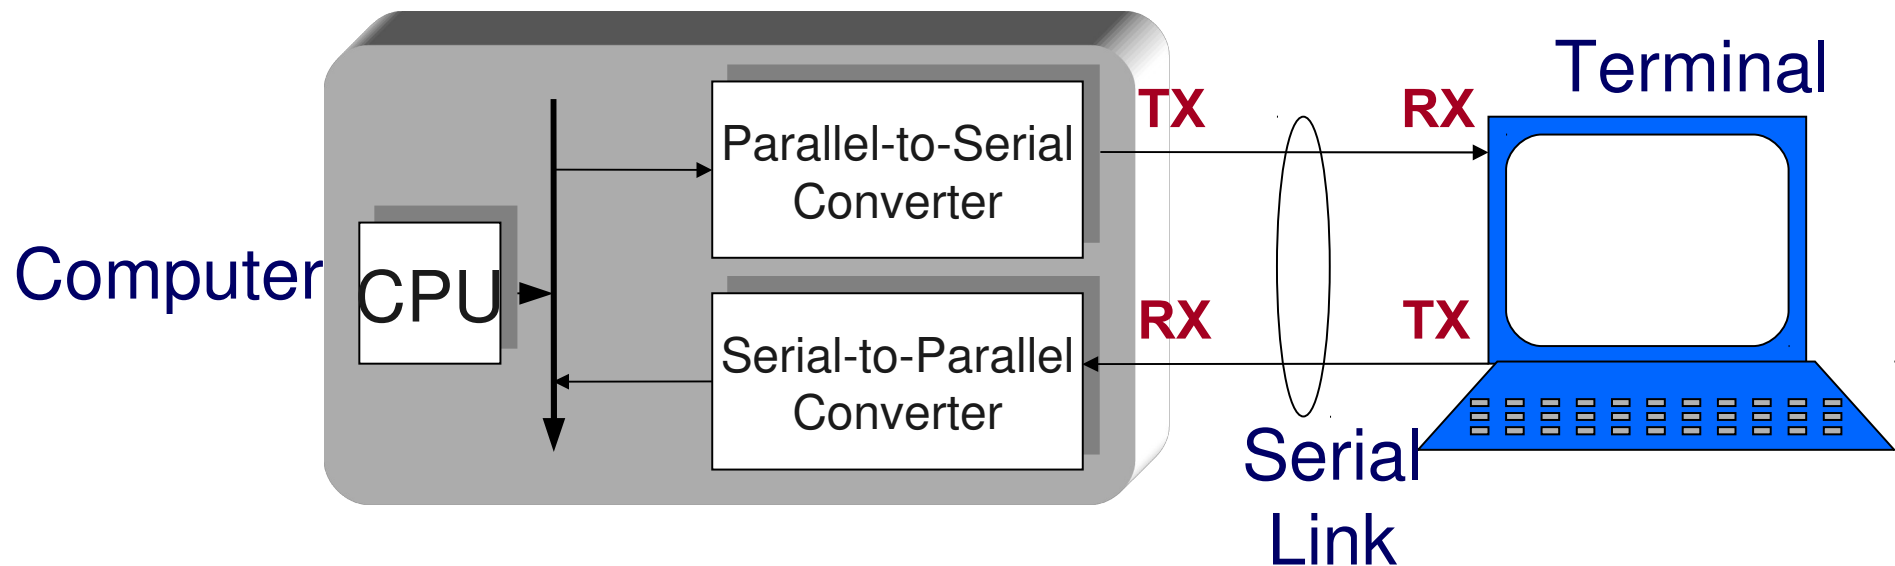 Terminal
TX
RX
Parallel-to-Serial
Converter
Computer
CPU
RX
TX
Serial-to-Parallel
Converter
Serial
Link